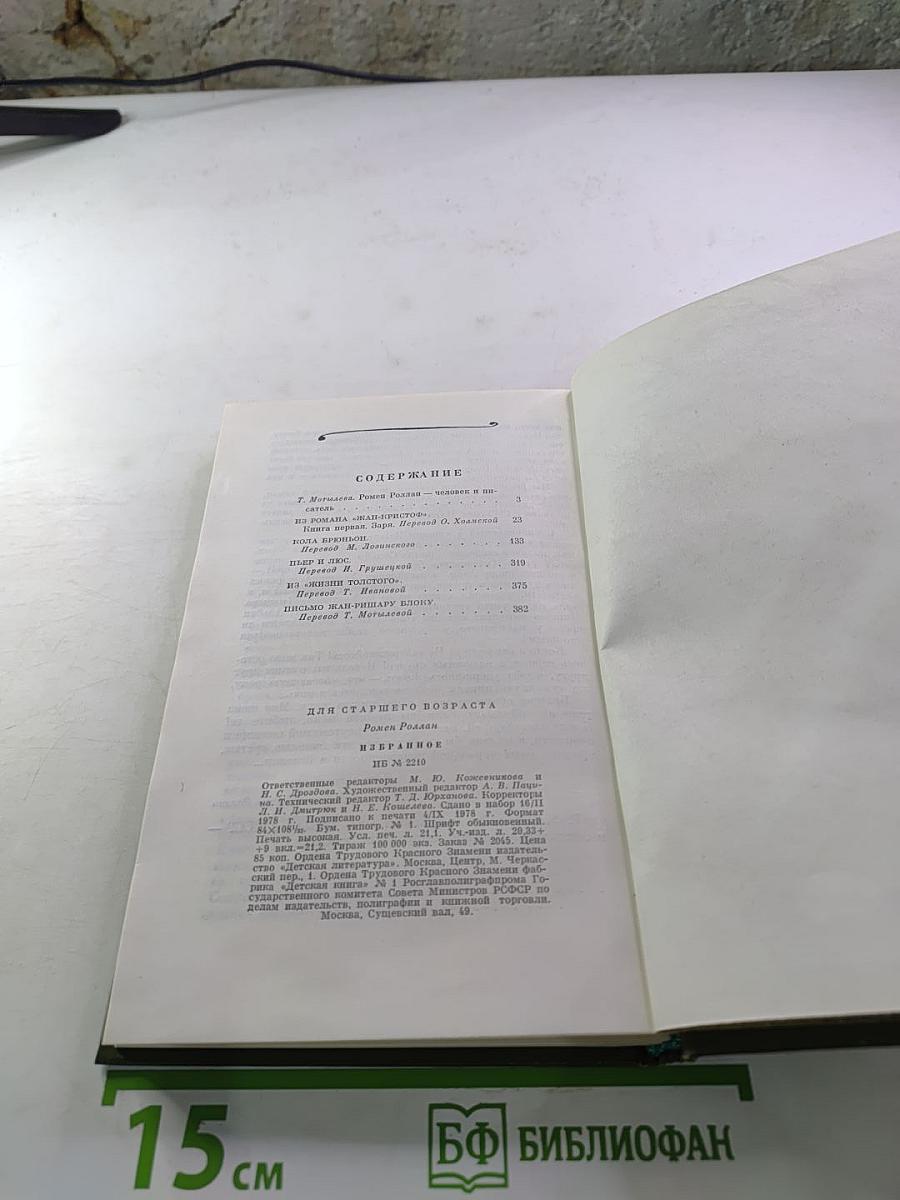 СОДЕРЖАНИЕ
Т. Мотылева. Ромен Роллан — человек и пи-
сатель . . . . . . . . . . . . . . 3
ИЗ РОМАНА «ЖАН-КРИСТОФ».
Книга первая. Заря. Перевод О. Холмской 23
КОЛА БРЮНЬОН.
Перевод М. Лозинского . . . . . . . 133
ПЬЕР И ЛЮС.
Перевод И. Грушецкой . . . . . . . 319
ИЗ «ЖИЗНИ ТОЛСТОГО».
Перевод Т. Ивановой . . . . . . . 375
ПИСЬМО ЖАН-РИШАРУ БЛОКУ.
Перевод Т. Мотылевой . . . . . . . 382
ДЛЯ СТАРШЕГО ВОЗРАСТА
Ромен Роллан
ИЗБРАННОЕ
ИБ № 2210
Ответственные редакторы М. Ю. Кожевникова и
Н. С. Дроздова. Художественный редактор А. В. Паци-
на. Технический редактор Т. Д. Юрханова. Корректоры
Л. И. Дмитрюк и Н. Е. Кошелева. Сдано в набор 16/II
1978 г. Подписано к печати 4/IX 1978 г. Формат
84×108¹/₃₂. Бум. типогр. № 1. Шрифт обыкновенный.
Печать высокая. Усл. печ. л. 21,1. Уч.-изд. л. 20,33+
+9 вкл.=21,2. Тираж 100 000 экз. Заказ № 2045. Цена
85 коп. Ордена Трудового Красного Знамени издатель-
ство «Детская литература». Москва, Центр, М. Черкас-
ский пер., 1. Ордена Трудового Красного Знамени фаб-
рика «Детская книга» № 1 Росглавполиграфпрома Го-
сударственного комитета Совета Министров РСФСР по
делам издательств, полиграфии и книжной торговли.
Москва, Сущевский вал, 49.
15 см
БФ БИБЛИОФАН